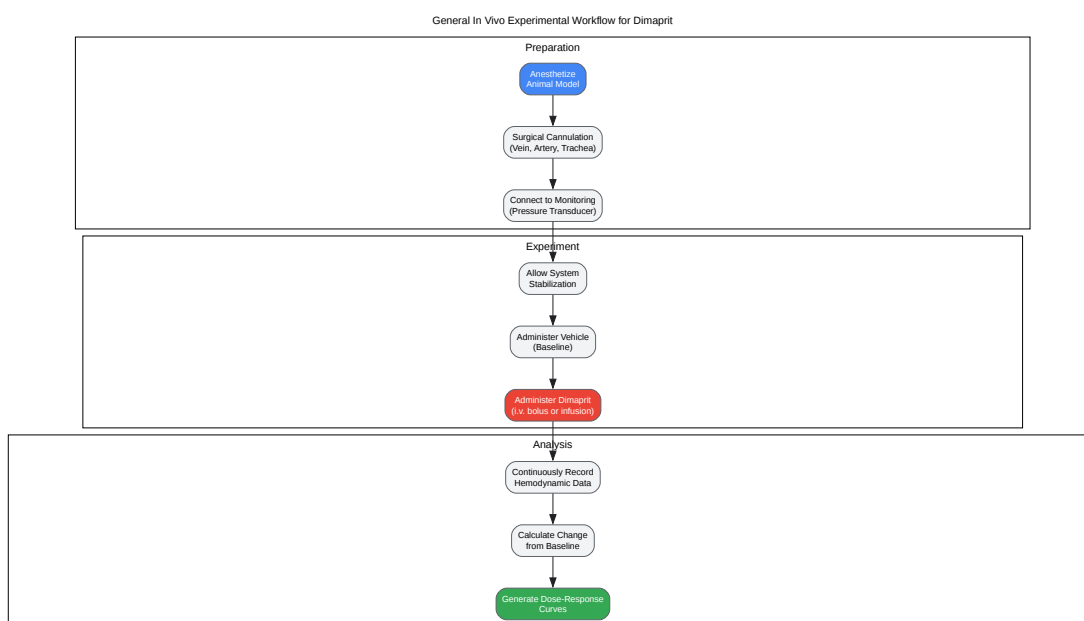 General In Vivo Experimental Workflow for Dimaprit
Preparation
Anesthetize
Animal Model
Surgical Cannulation
(Vein, Artery, Trachea)
Connect to Monitoring
(Pressure Transducer)
Experiment
Allow System
Stabilization
Administer Vehicle
(Baseline)
Administer Dimaprit
(i.v. bolus or infusion)
Analysis
Continuously Record
Hemodynamic Data
Calculate Change
from Baseline
Generate Dose-Response
Curves